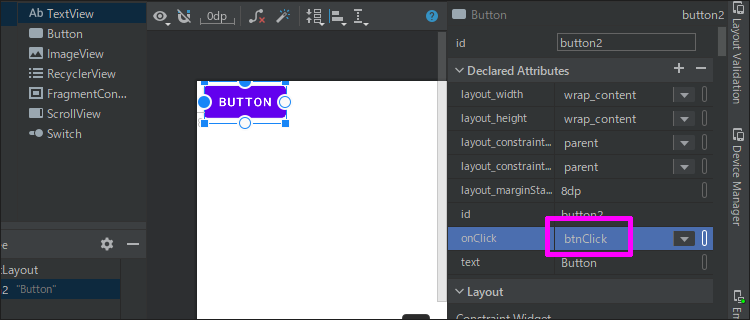 Ab TextView
Button
ImageView
RecyclerView
FragmentCon...
ScrollView
Switch
0dp
BUTTON
Button
button2
id
button2
Declared Attributes
layout_width
wrap_content
layout_height
wrap_content
layout_constraint...
parent
layout_constraint...
parent
layout_marginSta...
8dp
id
button2
onClick
btnClick
text
Button
Layout
Constraint Widget
Layout Validation
Device Manager
2 "Button"